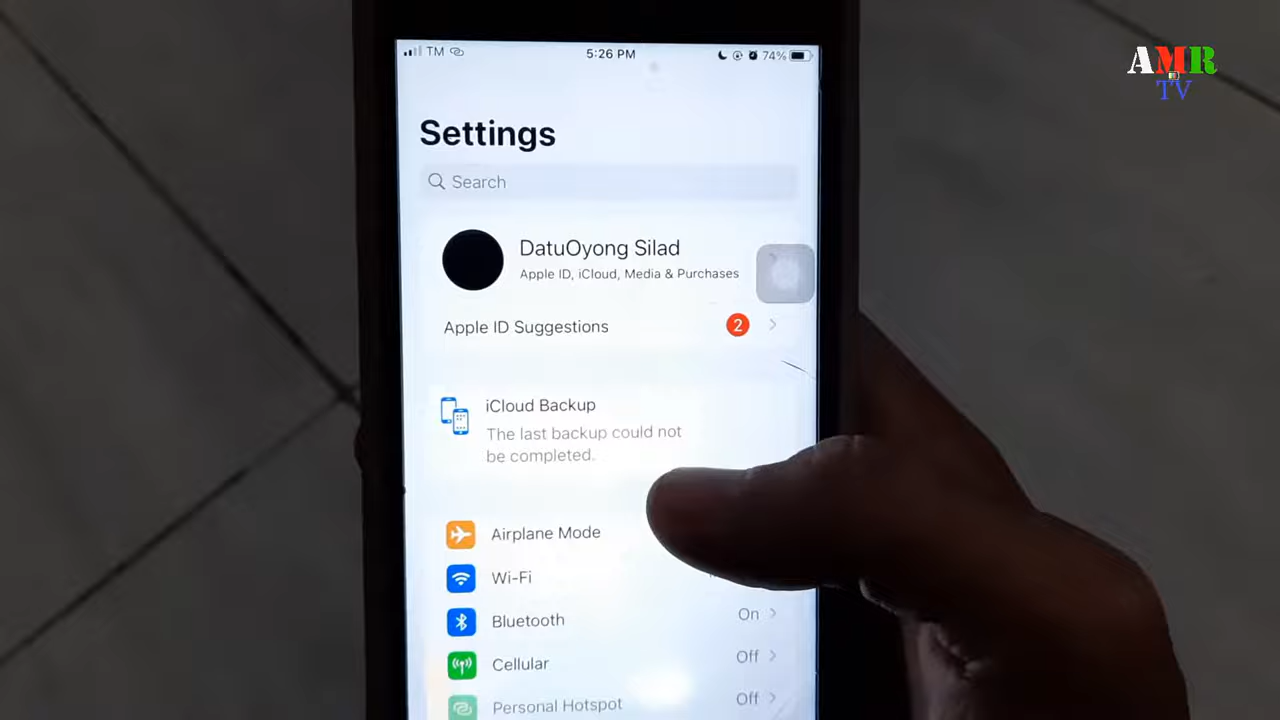 AMR
TV
TM 5:26 PM 74%
Settings
Search
DatuOyong Silad
Apple ID, iCloud, Media & Purchases
Apple ID Suggestions 2
iCloud Backup
The last backup could not
be completed.
Airplane Mode
Wi-Fi
Bluetooth On
Cellular Off
Personal Hotspot Off